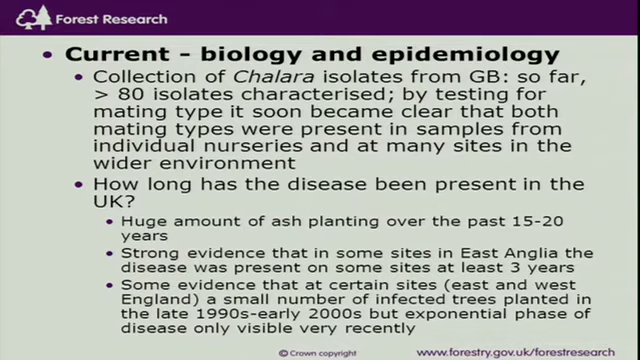 Forest Research
• Current - biology and epidemiology
• Collection of Chalara isolates from GB: so far,
> 80 isolates characterised; by testing for
mating type it soon became clear that both
mating types were present in samples from
individual nurseries and at many sites in the
wider environment
• How long has the disease been present in the
UK?
• Huge amount of ash planting over the past 15-20
years
• Strong evidence that in some sites in East Anglia the
disease was present on some sites at least 3 years
• Some evidence that at certain sites (east and west
England) a small number of infected trees planted in
the late 1990s-early 2000s but exponential phase of
disease only visible very recently
© Crown copyright
www.forestry.gov.uk/forestresearch